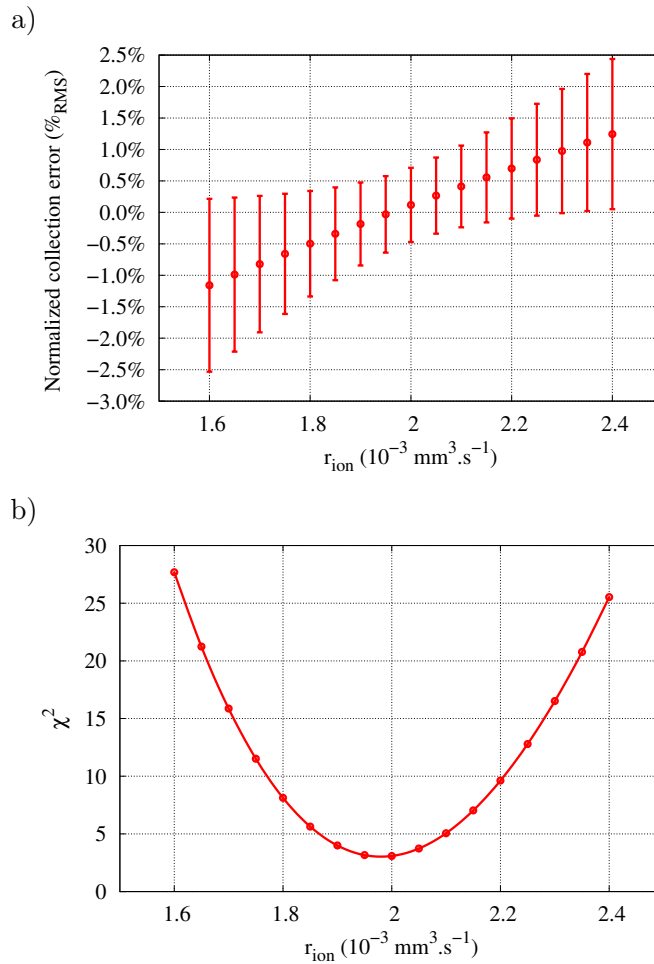 a)
2.5%
2.0%
1.5%
1.0%
0.5%
0.0%
−0.5%
−1.0%
−1.5%
−2.0%
−2.5%
−3.0%
Normalized collection error (%RMS)
1.6 1.8 2 2.2 2.4
rion (10−3 mm3.s−1)
b)
30
25
20
15
10
5
0
χ2
1.6 1.8 2 2.2 2.4
rion (10−3 mm3.s−1)